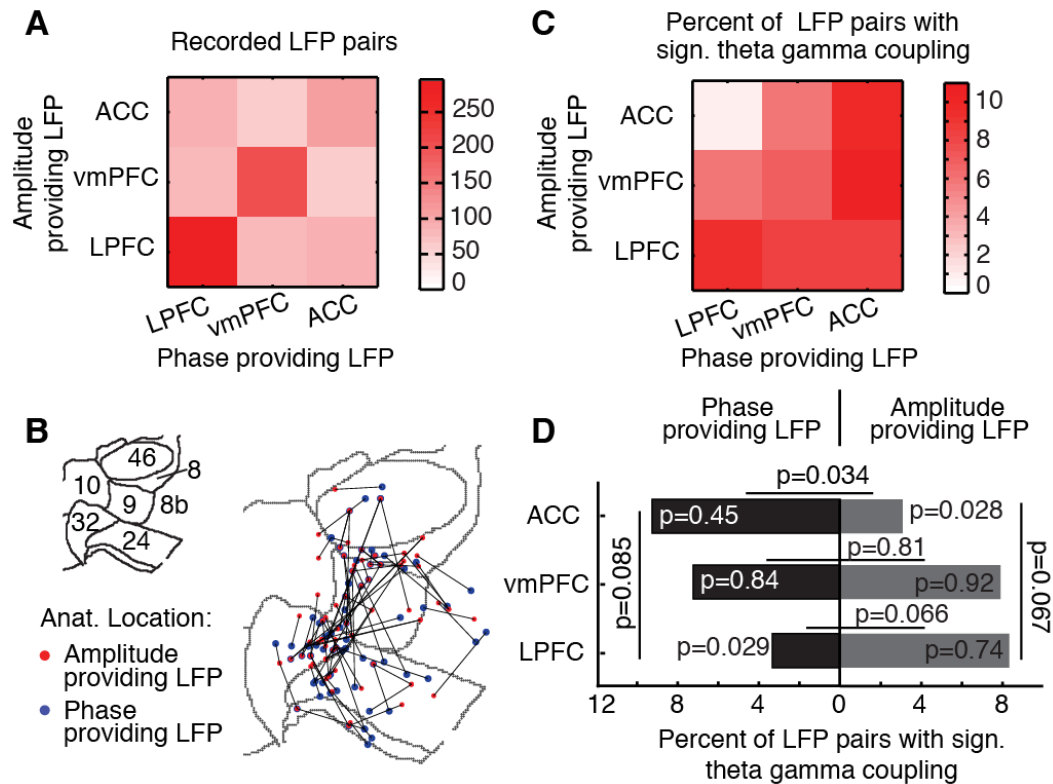 A
Recorded LFP pairs
Amplitude
providing LFP
ACC
vmPFC
LPFC
LPFC
vmPFC
ACC
Phase providing LFP
250
200
150
100
50
0
C
Percent of LFP pairs with
sign. theta gamma coupling
Amplitude
providing LFP
ACC
vmPFC
LPFC
LPFC
vmPFC
ACC
Phase providing LFP
10
8
6
4
2
0
B
46
8
10
9
8b
32
24
Anat. Location:
Amplitude
providing LFP
Phase
providing LFP
D
Phase
providing LFP
Amplitude
providing LFP
p=0.034
ACC
p=0.45
p=0.028
p=0.81
vmPFC
p=0.84
p=0.92
p=0.066
LPFC
p=0.029
p=0.74
p=0.085
p=0.067
12
8
4
0
4
8
Percent of LFP pairs with sign.
theta gamma coupling